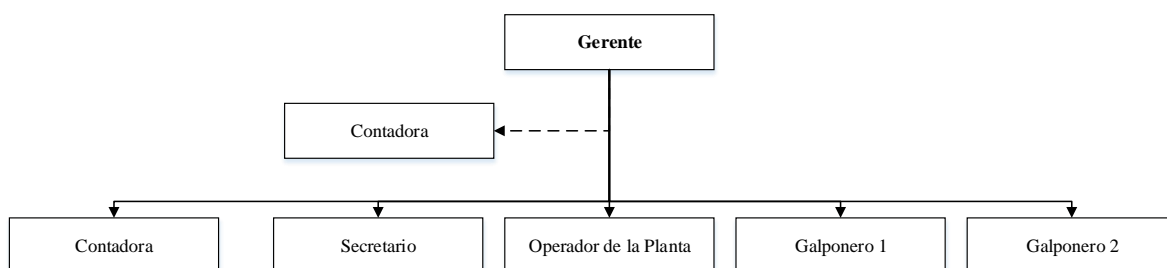 Gerente
Contadora
Contadora
Secretario
Operador de la Planta
Galponero 1
Galponero 2